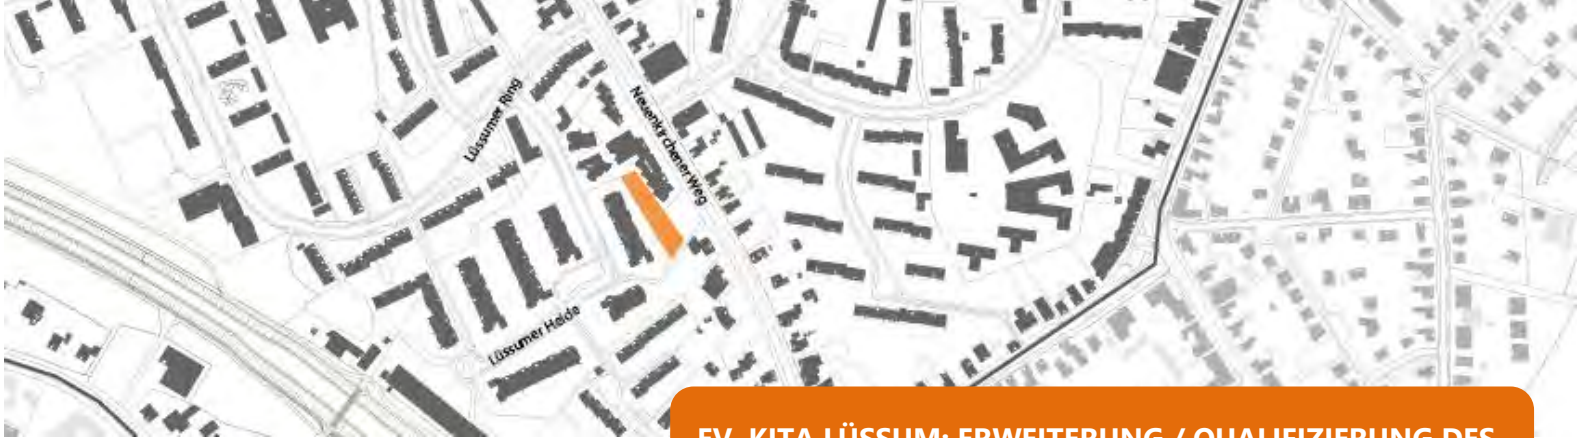 Lüssumer Ring
Neuenkirchener Weg
Lüssumer Heide
EV. KITA LÜSSUM: ERWEITERUNG / QUALIFIZIERUNG DES